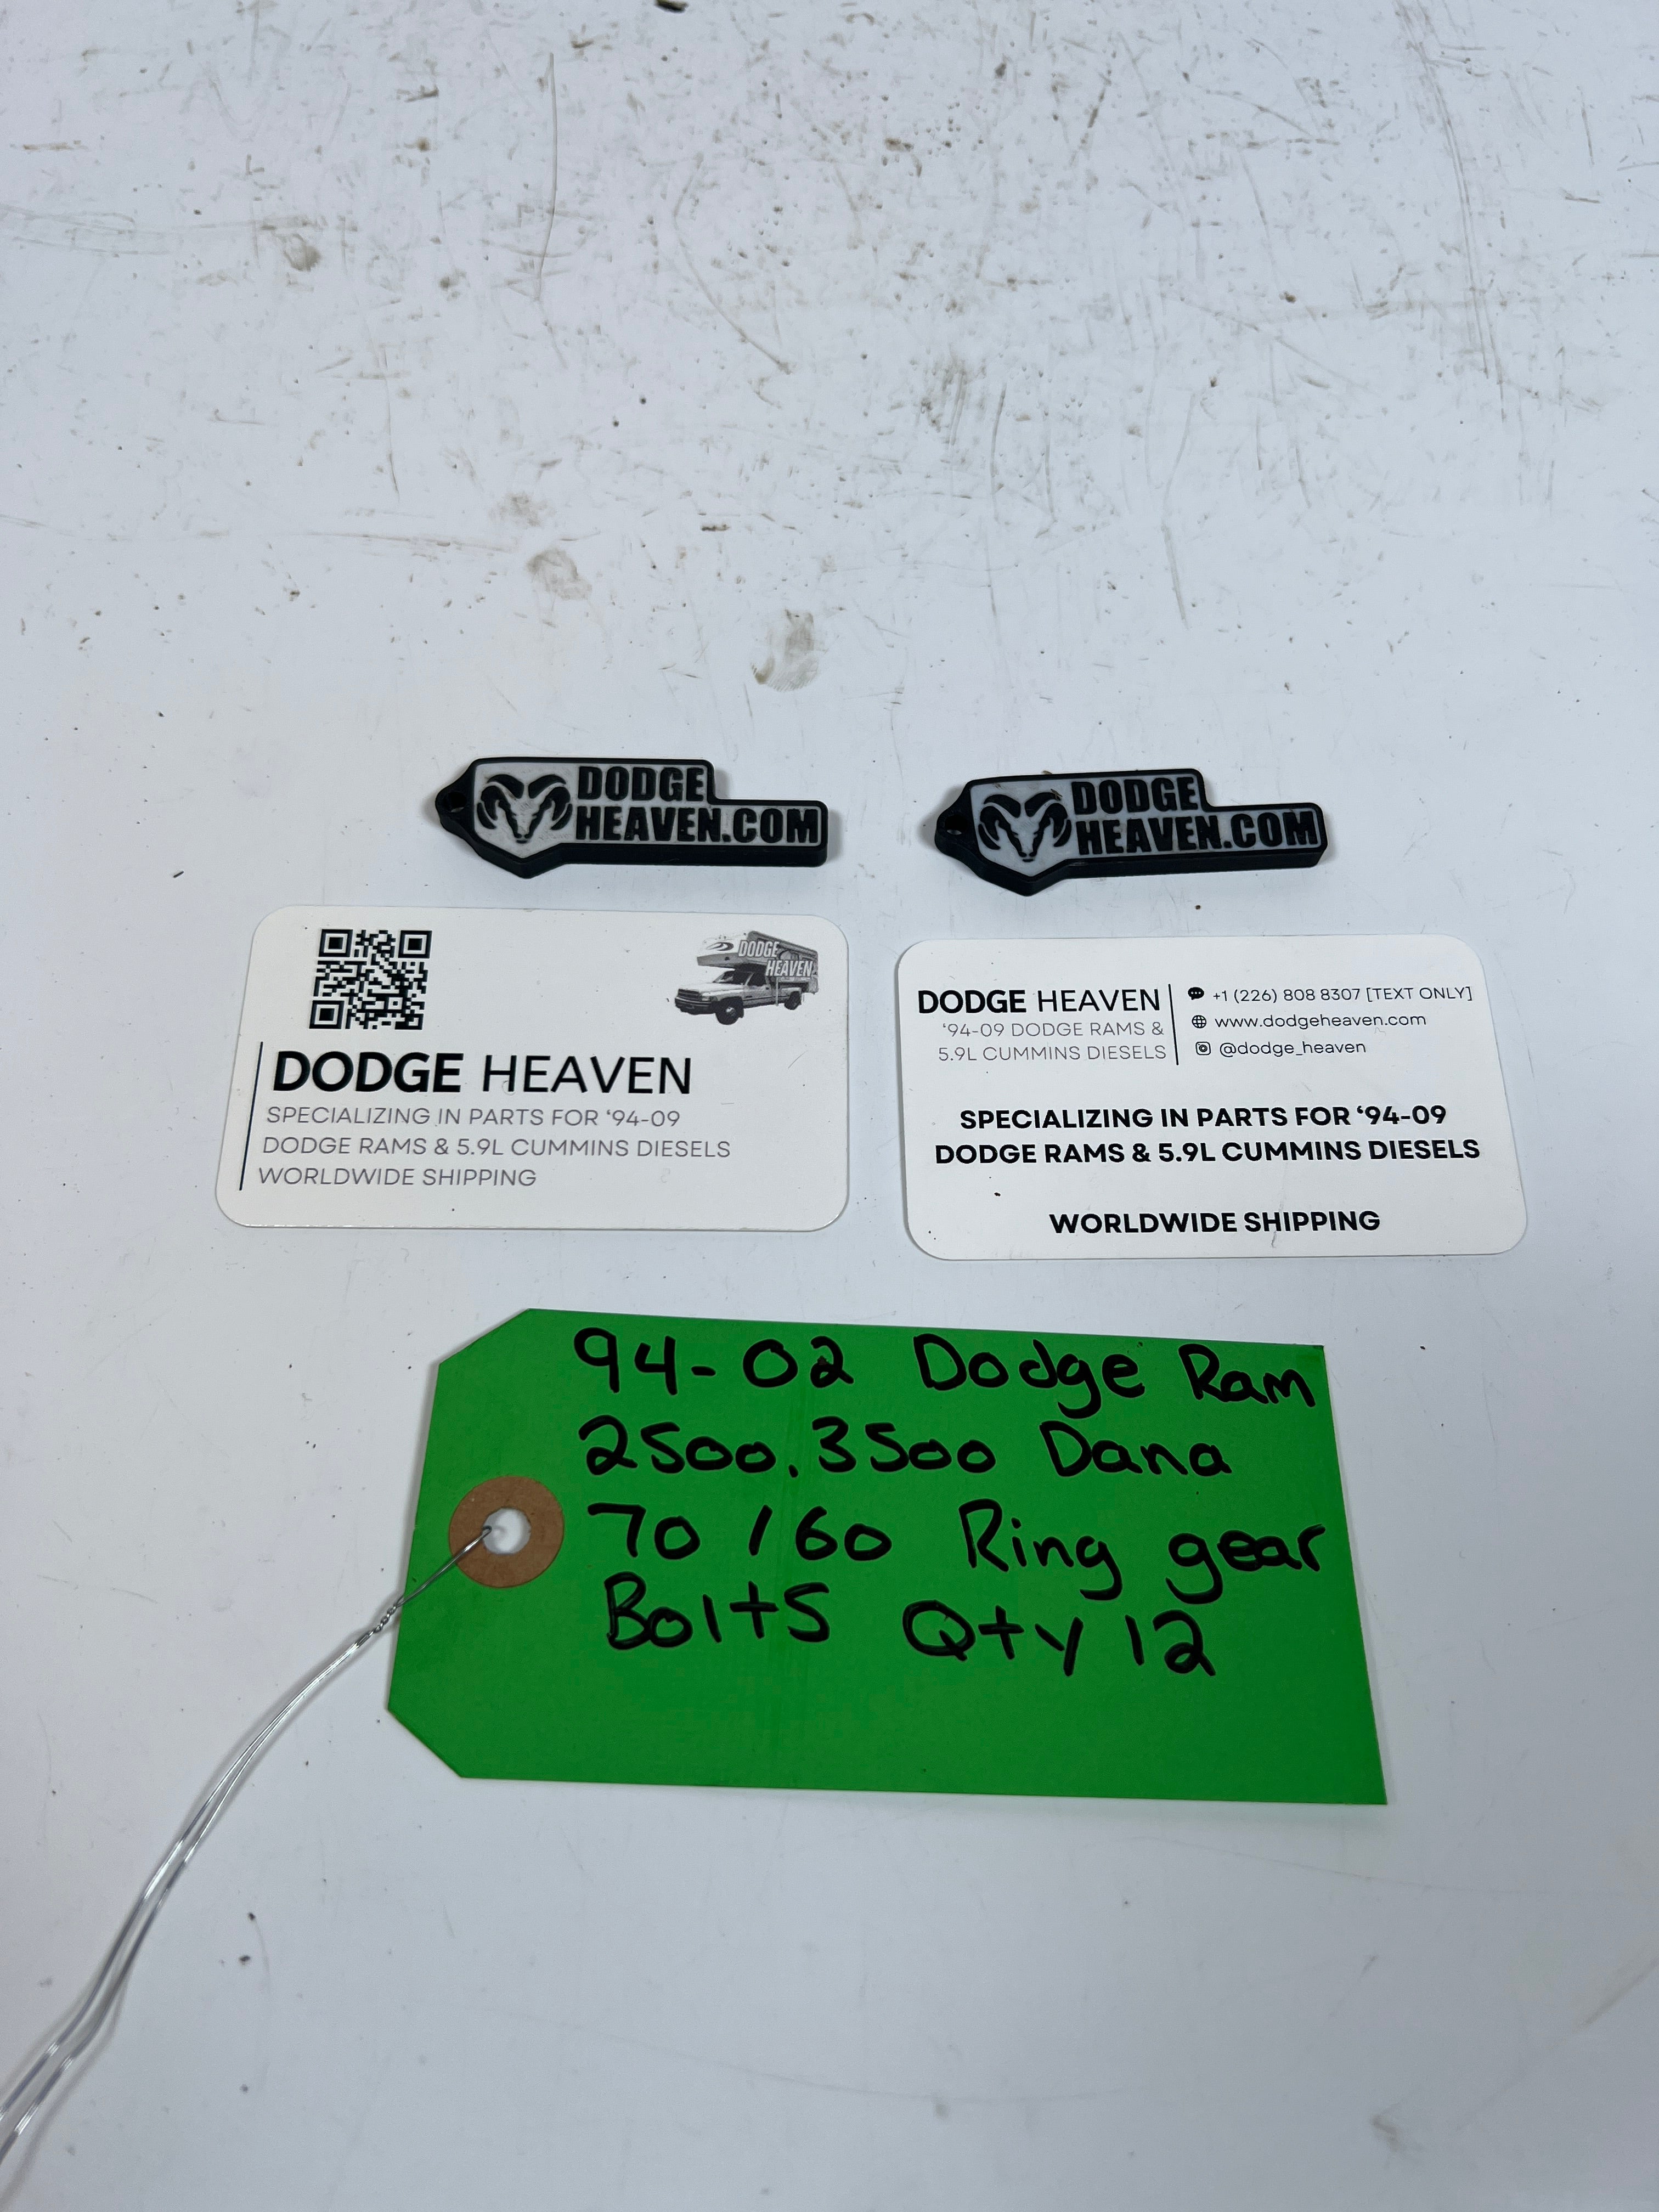 DODGE
HEAVEN.COM
DODGE
HEAVEN.COM
DODGE
HEAVEN
DODGE HEAVEN
SPECIALIZING IN PARTS FOR ‘94-09
DODGE RAMS & 5.9L CUMMINS DIESELS
WORLDWIDE SHIPPING
DODGE HEAVEN
‘94-09 DODGE RAMS &
5.9L CUMMINS DIESELS
+1 (226) 808 8307 [TEXT ONLY]
www.dodgeheaven.com
@dodge_heaven
SPECIALIZING IN PARTS FOR ‘94-09
DODGE RAMS & 5.9L CUMMINS DIESELS
WORLDWIDE SHIPPING
94-02 Dodge Ram
2500.3500 Dana
70 / 60 Ring gear
Bolts Qty 12